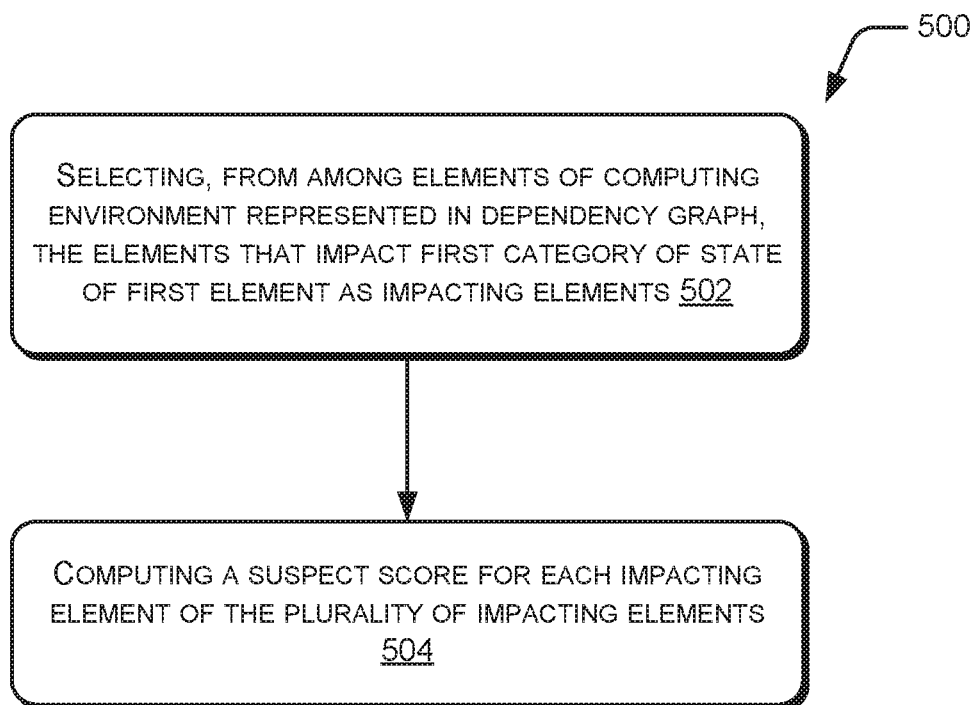 500
SELECTING, FROM AMONG ELEMENTS OF COMPUTING
ENVIRONMENT REPRESENTED IN DEPENDENCY GRAPH,
THE ELEMENTS THAT IMPACT FIRST CATEGORY OF STATE
OF FIRST ELEMENT AS IMPACTING ELEMENTS 502
COMPUTING A SUSPECT SCORE FOR EACH IMPACTING
ELEMENT OF THE PLURALITY OF IMPACTING ELEMENTS
504